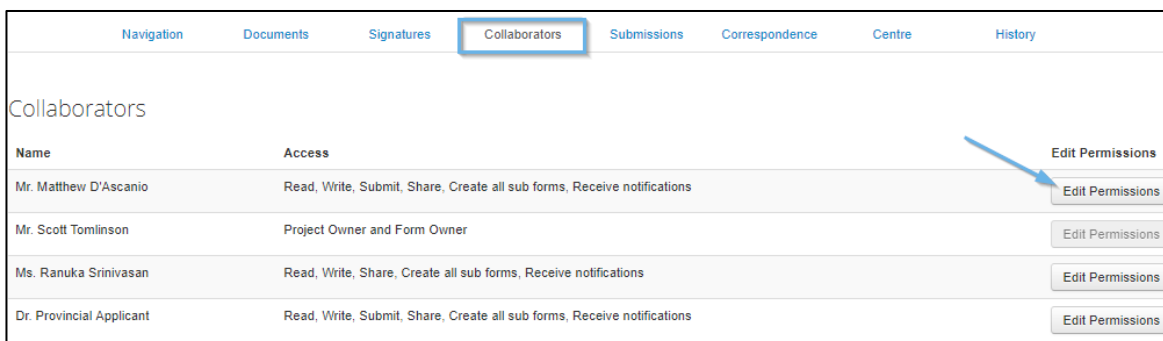 Navigation Documents Signatures Collaborators Submissions Correspondence Centre History
Collaborators
Name Access Edit Permissions
Mr. Matthew D'Ascanio Read, Write, Submit, Share, Create all sub forms, Receive notifications Edit Permissions
Mr. Scott Tomlinson Project Owner and Form Owner Edit Permissions
Ms. Ranuka Srinivasan Read, Write, Share, Create all sub forms, Receive notifications Edit Permissions
Dr. Provincial Applicant Read, Write, Submit, Share, Create all sub forms, Receive notifications Edit Permissions